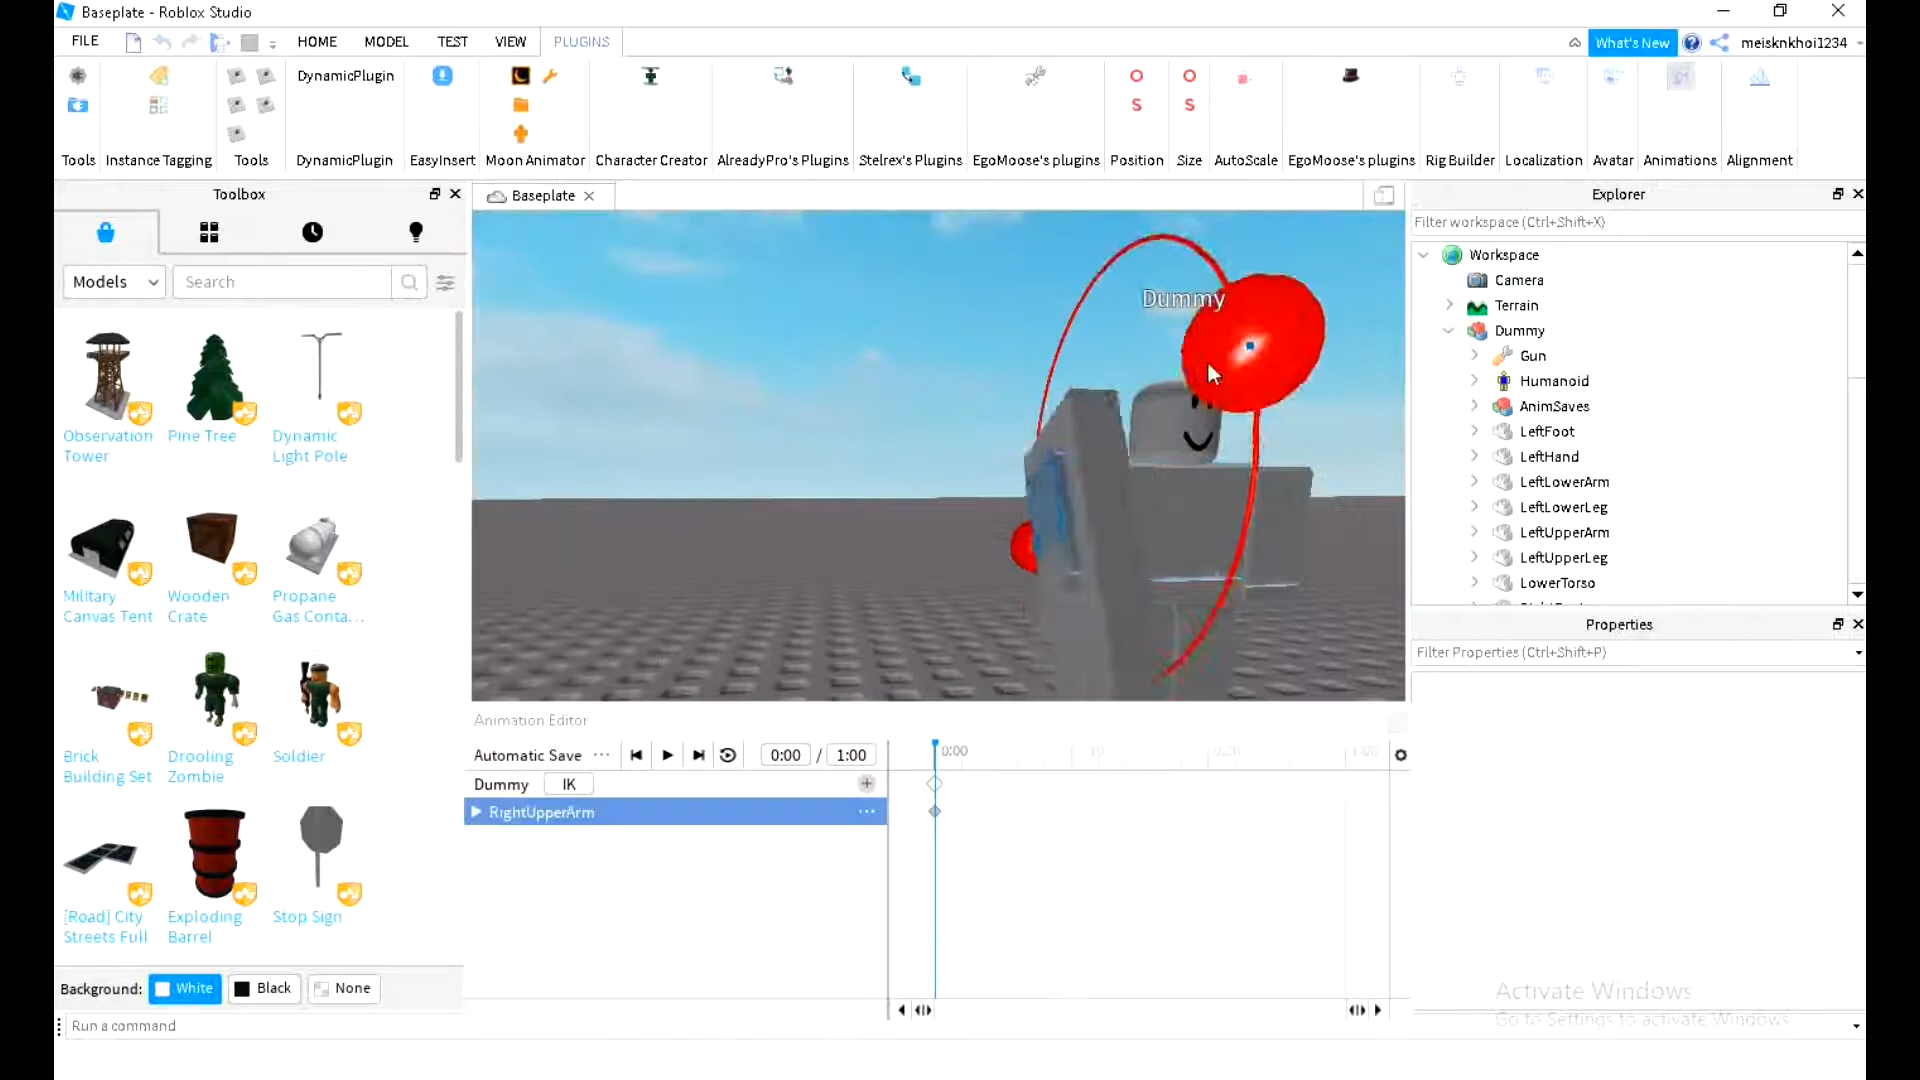 Baseplate - Roblox Studio
FILE
HOME
MODEL
TEST
VIEW
PLUGINS
What's New
meisknkhoi1234
DynamicPlugin
Tools
Instance Tagging
Tools
DynamicPlugin
EasyInsert
Moon Animator
Character Creator
AlreadyPro's Plugins
Stelrex's Plugins
EgoMoose's plugins
Position
Size
AutoScale
EgoMoose's plugins
Rig Builder
Localization
Avatar
Animations
Alignment
Toolbox
Models
Search
Observation
Tower
Pine Tree
Dynamic
Light Pole
Military
Canvas Tent
Wooden
Crate
Propane
Gas Conta...
Brick
Building Set
Drooling
Zombie
Soldier
[Road] City
Streets Full
Exploding
Barrel
Stop Sign
Background:
White
Black
None
Run a command
Baseplate
Dummy
Animation Editor
Automatic Save
0:00 / 1:00
0:00
Dummy
IK
RightUpperArm
Explorer
Filter workspace (Ctrl+Shift+X)
Workspace
Camera
Terrain
Dummy
Gun
Humanoid
AnimSaves
LeftFoot
LeftHand
LeftLowerArm
LeftLowerLeg
LeftUpperArm
LeftUpperLeg
LowerTorso
Properties
Filter Properties (Ctrl+Shift+P)
Activate Windows
Go to Settings to activate Windows.